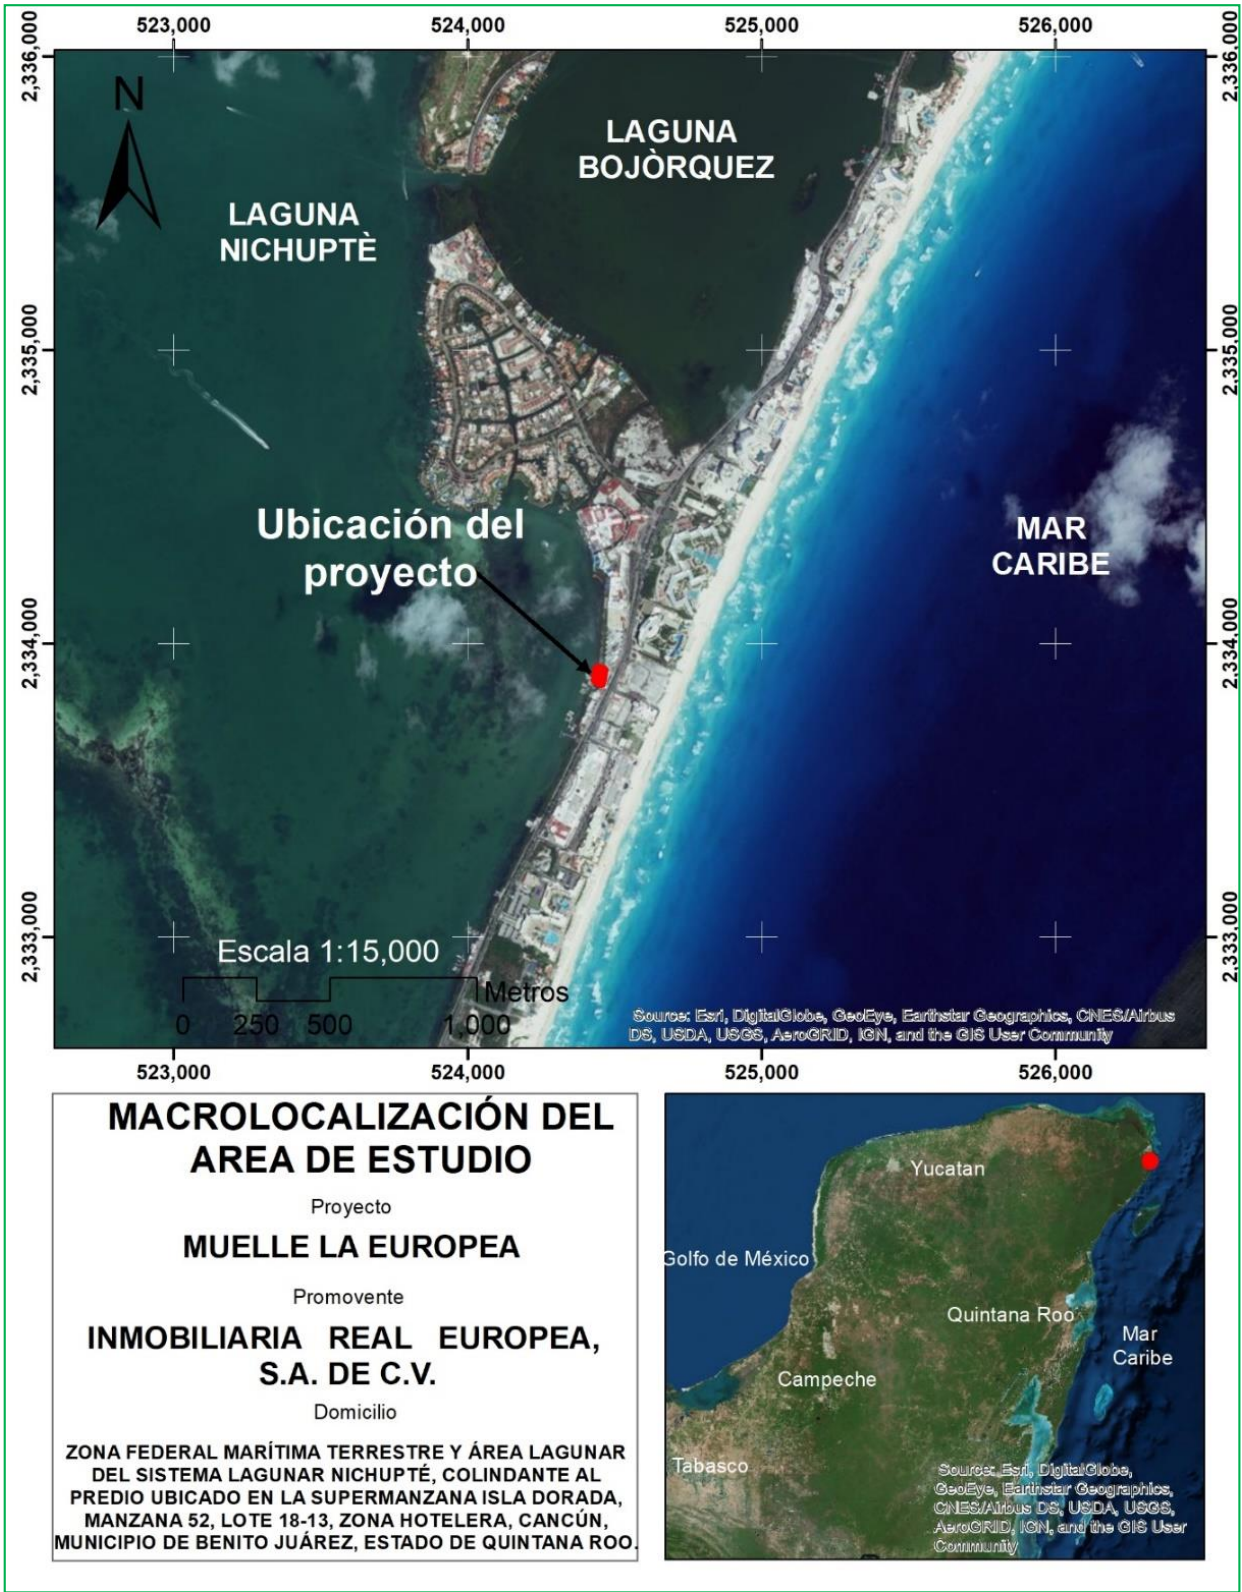 523,000 524,000 525,000 526,000
2,336,000
2,336,000
N
LAGUNA
BOJÒRQUEZ
LAGUNA
NICHUPTÈ
2,335,000
2,335,000
Ubicación del
proyecto
MAR
CARIBE
2,334,000
2,334,000
2,333,000
2,333,000
Escala 1:15,000
Metros
0 250 500 1,000
Source: Esri, DigitalGlobe, GeoEye, Earthstar Geographics, CNES/Airbus
DS, USDA, USGS, AeroGRID, IGN, and the GIS User Community
523,000 524,000 525,000 526,000
MACROLOCALIZACIÓN DEL
AREA DE ESTUDIO
Proyecto
MUELLE LA EUROPEA
Promovente
INMOBILIARIA REAL EUROPEA,
S.A. DE C.V.
Domicilio
ZONA FEDERAL MARÍTIMA TERRESTRE Y ÁREA LAGUNAR
DEL SISTEMA LAGUNAR NICHUPTÉ, COLINDANTE AL
PREDIO UBICADO EN LA SUPERMANZANA ISLA DORADA,
MANZANA 52, LOTE 18-13, ZONA HOTELERA, CANCÚN,
MUNICIPIO DE BENITO JUÁREZ, ESTADO DE QUINTANA ROO.
Yucatan
Golfo de México
Quintana Roo
Mar
Caribe
Campeche
Tabasco
Source: Esri, DigitalGlobe,
GeoEye, Earthstar Geographics,
CNES/Airbus DS, USDA, USGS,
AeroGRID, IGN, and the GIS User
Community